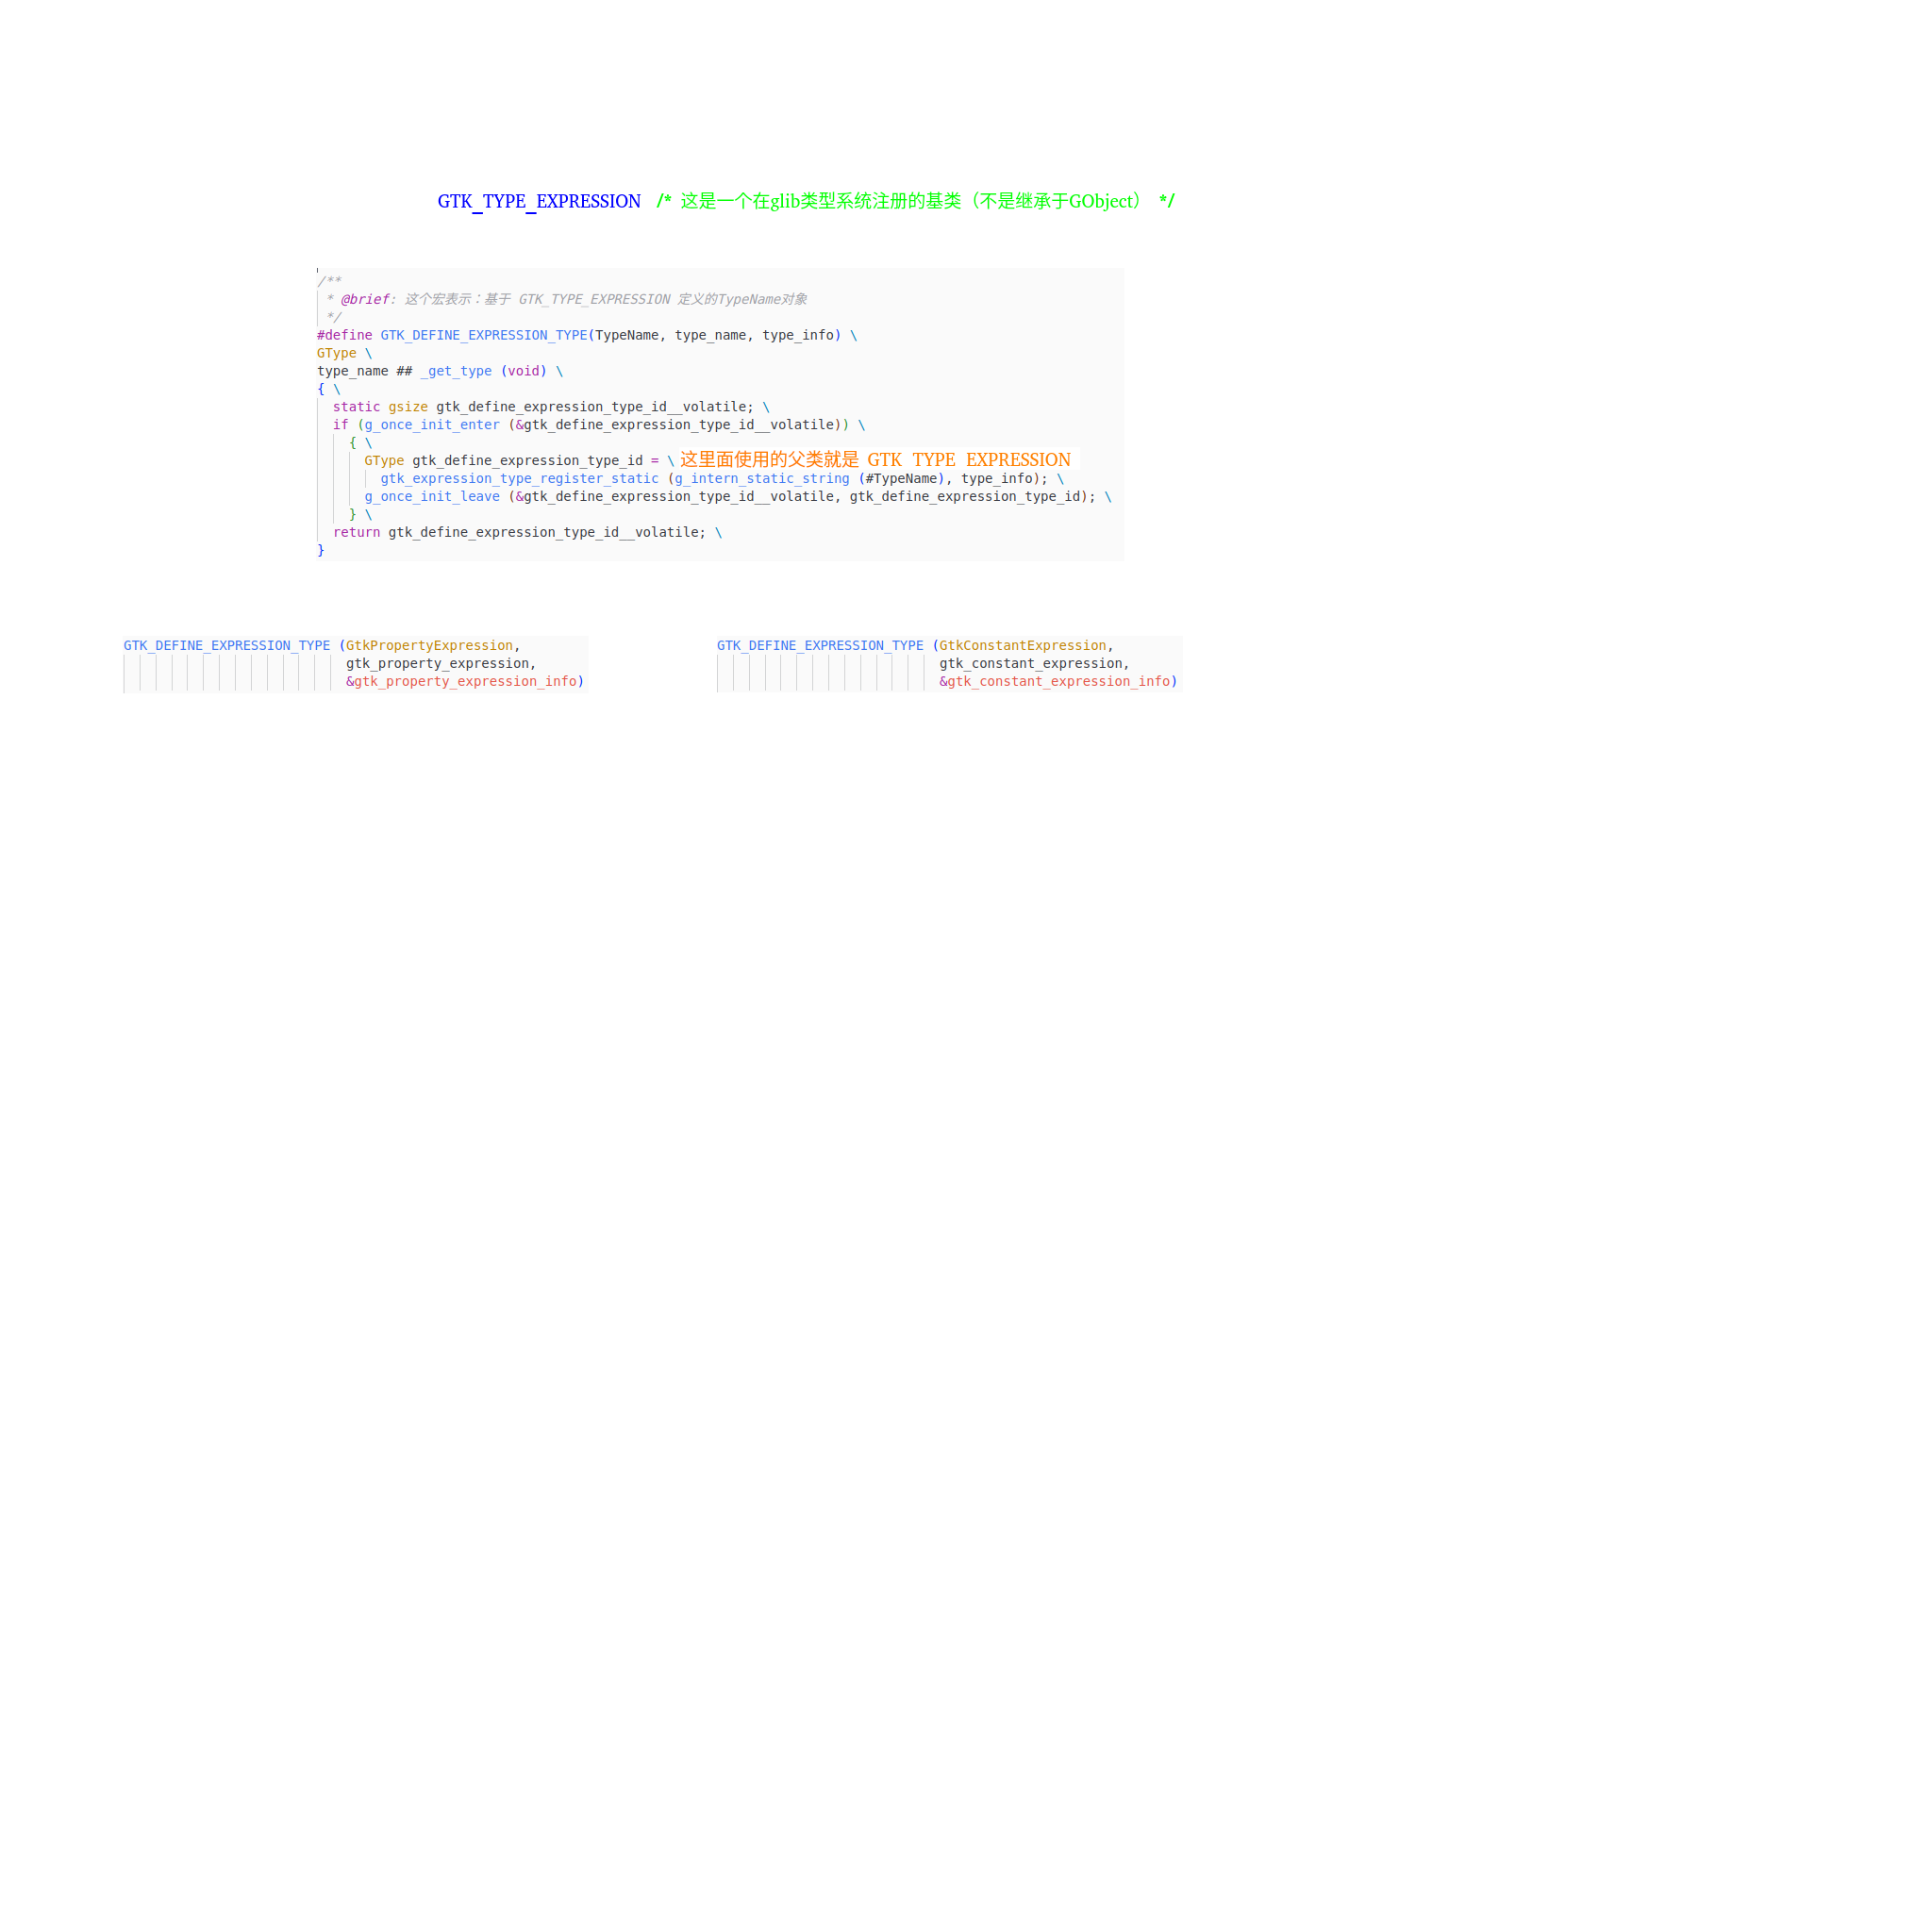 GTK_TYPE_EXPRESSION /* 这是一个在glib类型系统注册的基类（不是继承于GObject） */
/**
 * @brief: 这个宏表示：基于 GTK_TYPE_EXPRESSION 定义的TypeName对象
 */
#define GTK_DEFINE_EXPRESSION_TYPE(TypeName, type_name, type_info) \
GType \
type_name ## _get_type (void) \
{ \
  static gsize gtk_define_expression_type_id__volatile; \
  if (g_once_init_enter (&gtk_define_expression_type_id__volatile)) \
    { \
      GType gtk_define_expression_type_id = \ 这里面使用的父类就是 GTK_TYPE_EXPRESSION
        gtk_expression_type_register_static (g_intern_static_string (#TypeName), type_info); \
      g_once_init_leave (&gtk_define_expression_type_id__volatile, gtk_define_expression_type_id); \
    } \
  return gtk_define_expression_type_id__volatile; \
}
GTK_DEFINE_EXPRESSION_TYPE (GtkPropertyExpression,
gtk_property_expression,
&gtk_property_expression_info)
GTK_DEFINE_EXPRESSION_TYPE (GtkConstantExpression,
gtk_constant_expression,
&gtk_constant_expression_info)